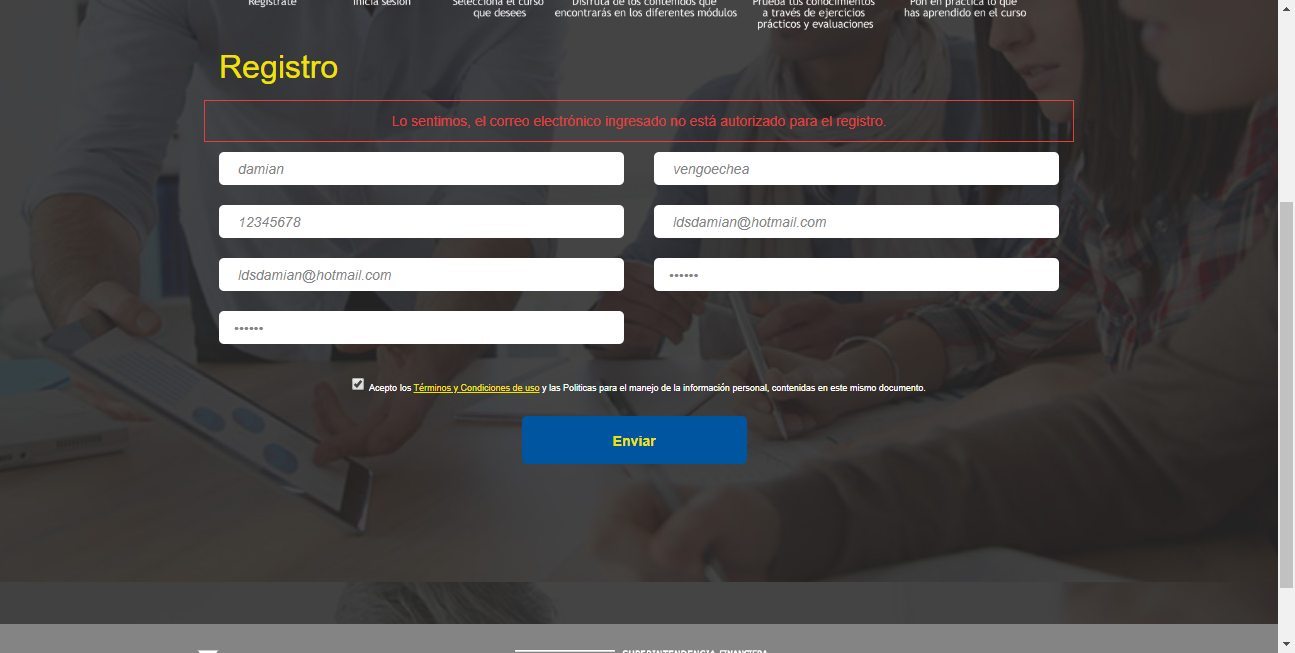 Regístrate
Inicia sesión
Selecciona el curso
que desees
Disfruta de los contenidos que
encontrarás en los diferentes módulos
Prueba tus conocimientos
a través de ejercicios
prácticos y evaluaciones
Pon en práctica lo que
has aprendido en el curso
Registro
Lo sentimos, el correo electrónico ingresado no está autorizado para el registro.
damian
vengoechea
12345678
ldsdamian@hotmail.com
ldsdamian@hotmail.com
••••••
••••••
Acepto los Términos y Condiciones de uso y las Politicas para el manejo de la información personal, contenidas en este mismo documento.
Enviar
SUPERINTENDENCIA FINANCIERA